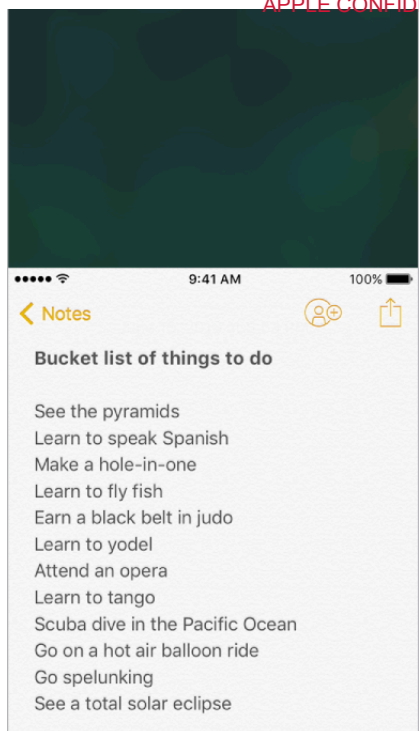 APPLE CONFID
9:41 AM 100%
Notes
Bucket list of things to do
See the pyramids
Learn to speak Spanish
Make a hole-in-one
Learn to fly fish
Earn a black belt in judo
Learn to yodel
Attend an opera
Learn to tango
Scuba dive in the Pacific Ocean
Go on a hot air balloon ride
Go spelunking
See a total solar eclipse